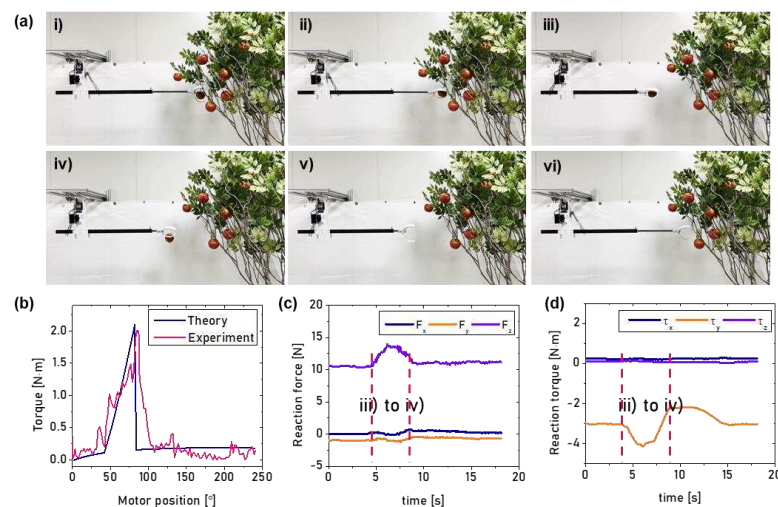 (a)
i)
ii)
iii)
iv)
v)
vi)
(b)
Theory
Experiment
2.0
1.5
1.0
0.5
0.0
Torque [N·m]
0 50 100 150 200 250
Motor position [°]
(c)
Fx Fy Fz
20
15
10
5
0
-5
Reaction force [N]
iii) to iv)
0 5 10 15 20
time [s]
(d)
τx τy τz
2
0
-2
-4
Reaction torque [N·m]
iii) to iv)
0 5 10 15 20
time [s]